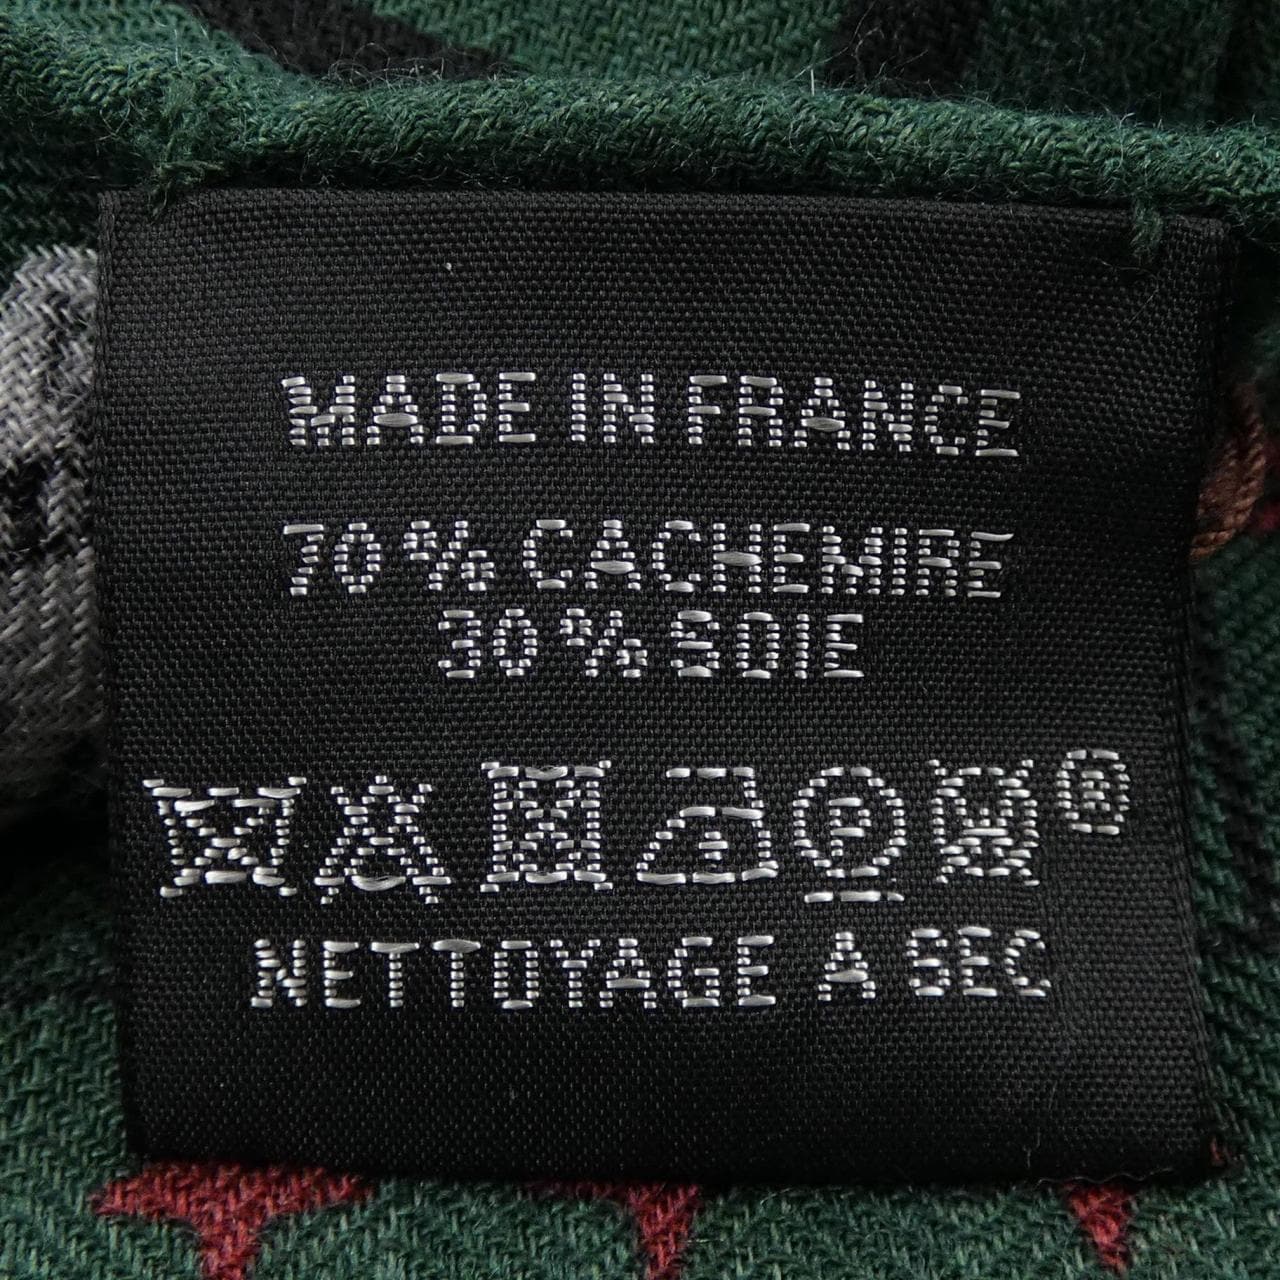 MADE IN FRANCE
70% CACHEMIRE
30% SOIE
P W ®
NETTOYAGE A SEC